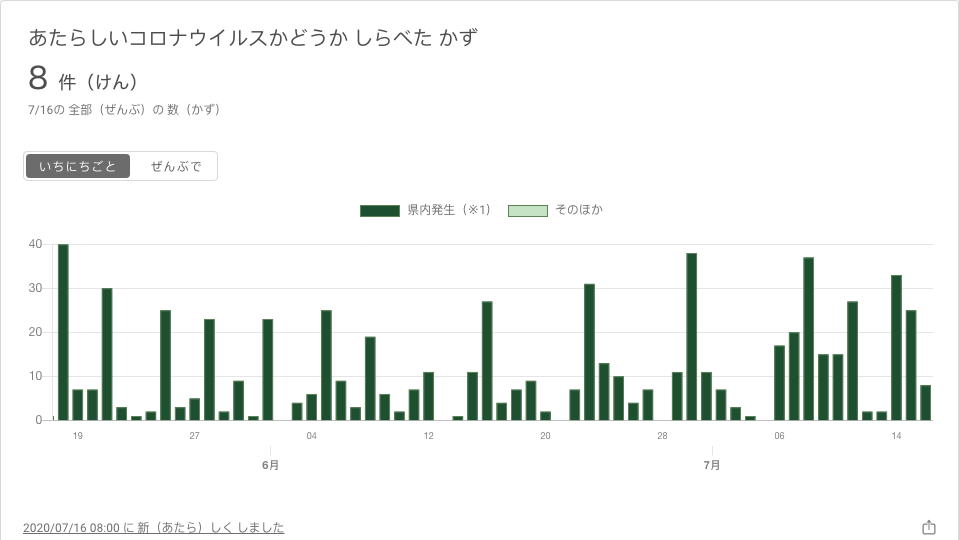 あたらしいコロナウイルスかどうか しらべた かず
8 件（けん）
7/16の 全部（ぜんぶ）の 数（かず）
いちにちごと ぜんぶで
県内発生（※1） そのほか
40
30
20
10
0
19 27 04 12 20 28 06 14
6月 7月
2020/07/16 08:00 に 新（あたら）しく しました